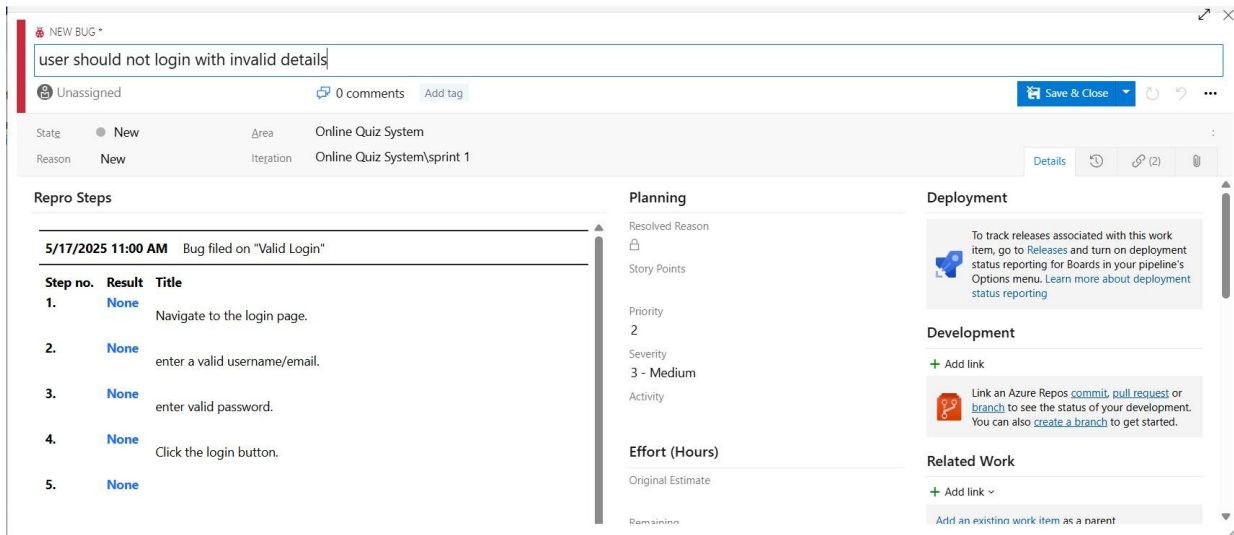 NEW BUG *
user should not login with invalid details
Unassigned
0 comments
Add tag
Save & Close
State
New
Area
Online Quiz System
Reason
New
Iteration
Online Quiz System\sprint 1
Details
(2)
Repro Steps
5/17/2025 11:00 AM Bug filed on "Valid Login"
Step no. Result Title
1. None
Navigate to the login page.
2. None
enter a valid username/email.
3. None
enter valid password.
4. None
Click the login button.
5. None
Planning
Resolved Reason
Story Points
Priority
2
Severity
3 - Medium
Activity
Effort (Hours)
Original Estimate
Remaining
Deployment
To track releases associated with this work
item, go to Releases and turn on deployment
status reporting for Boards in your pipeline's
Options menu. Learn more about deployment
status reporting
Development
+ Add link
Link an Azure Repos commit, pull request or
branch to see the status of your development.
You can also create a branch to get started.
Related Work
+ Add link
Add an existing work item as a parent